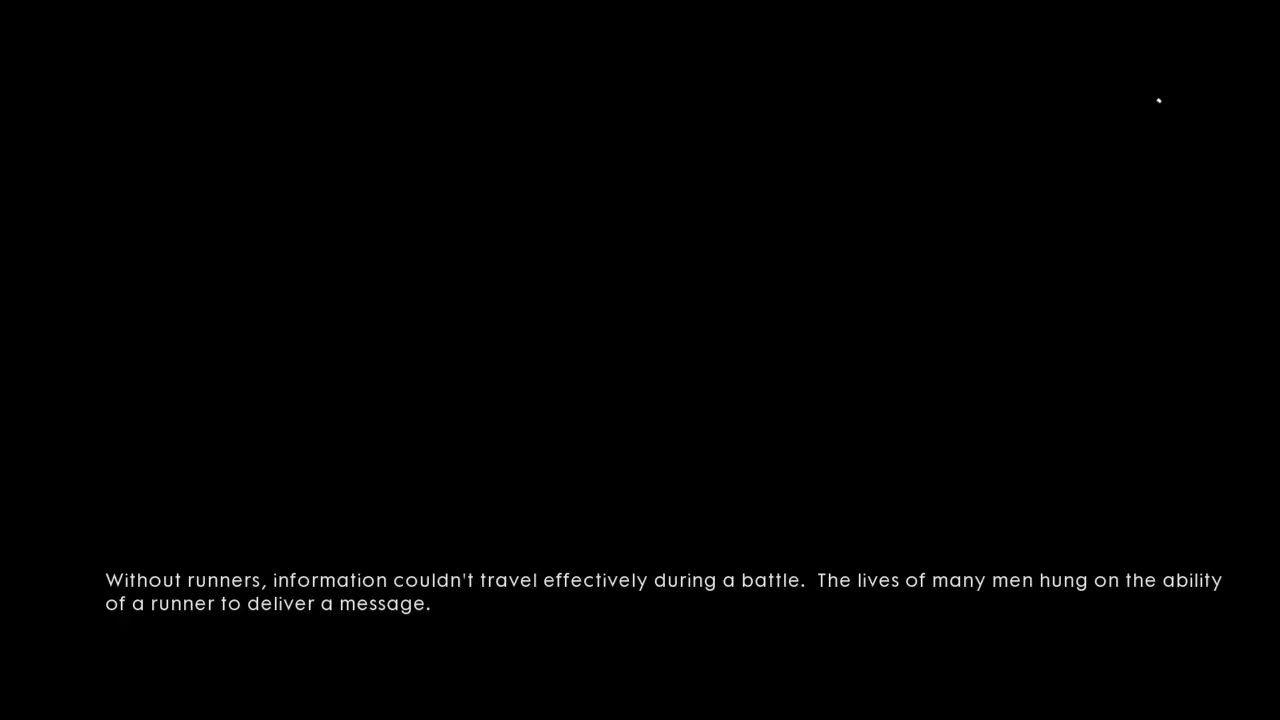 Without runners, information couldn't travel effectively during a battle.  The lives of many men hung on the ability
of a runner to deliver a message.